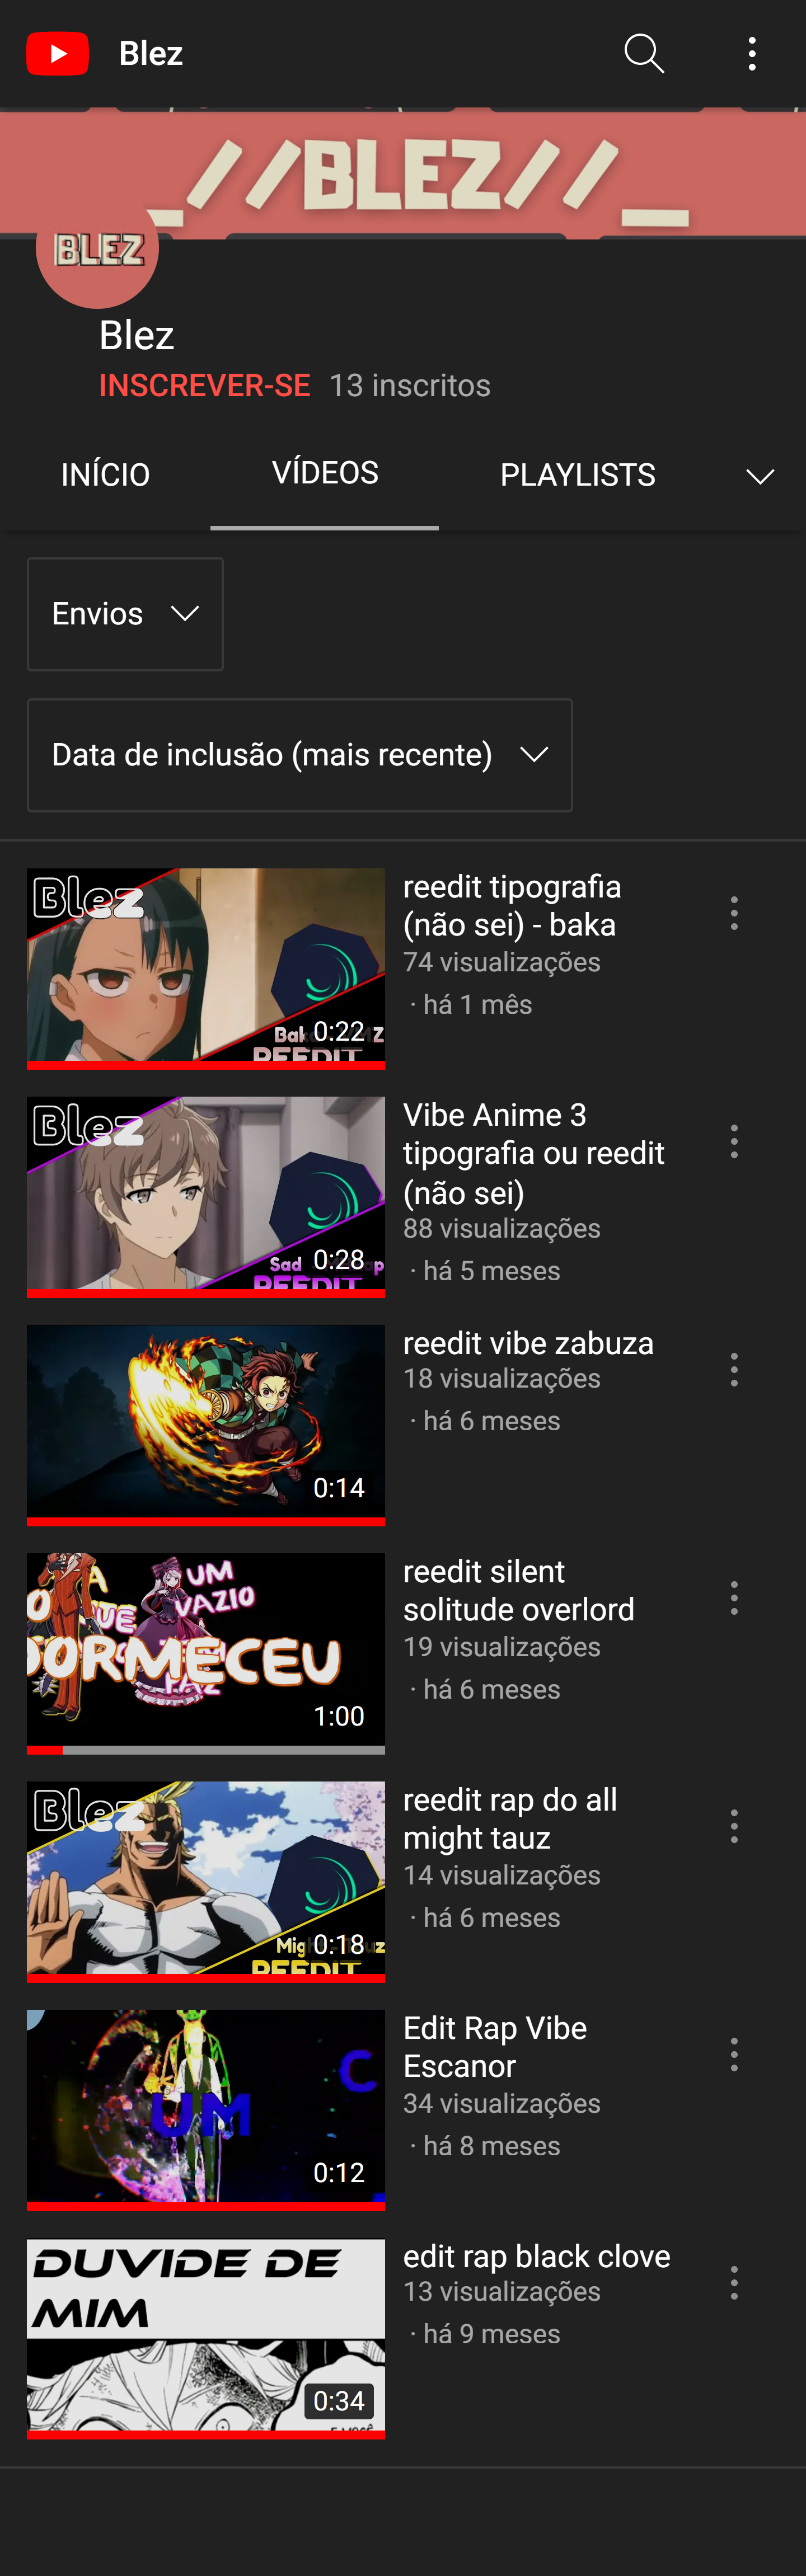 Blez
_//BLEZ//_
BLEZ
Blez
INSCREVER-SE 13 inscritos
INÍCIO VÍDEOS PLAYLISTS
Envios
Data de inclusão (mais recente)
Blez
0:22
REEDIT
reedit tipografia
(não sei) - baka
74 visualizações
· há 1 mês
Blez
Sad 0:28
REEDIT
Vibe Anime 3
tipografia ou reedit
(não sei)
88 visualizações
· há 5 meses
0:14
reedit vibe zabuza
18 visualizações
· há 6 meses
UM
VAZIO
DORMECEU
FAZ
1:00
reedit silent
solitude overlord
19 visualizações
· há 6 meses
Blez
0:18
REEDIT
reedit rap do all
might tauz
14 visualizações
· há 6 meses
C
UM
0:12
Edit Rap Vibe
Escanor
34 visualizações
· há 8 meses
DUVIDE DE
MIM
0:34
edit rap black clove
13 visualizações
· há 9 meses